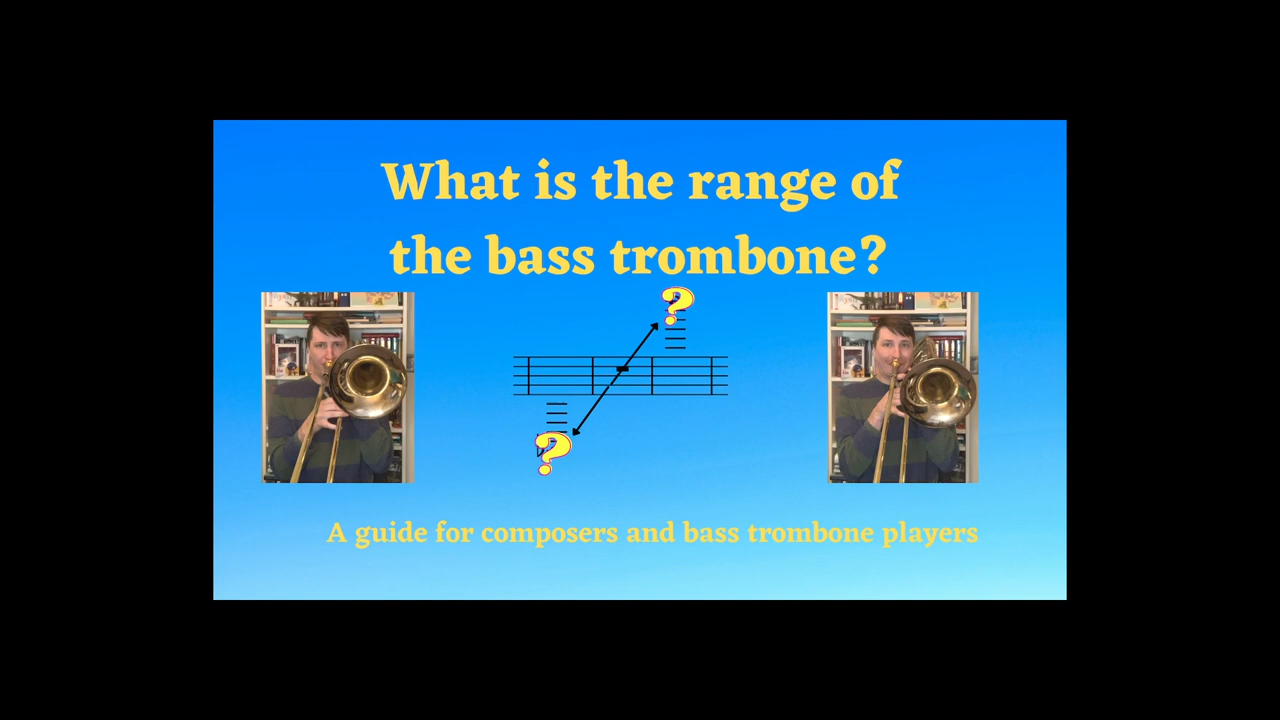 What is the range of
the bass trombone?
?
?
A guide for composers and bass trombone players